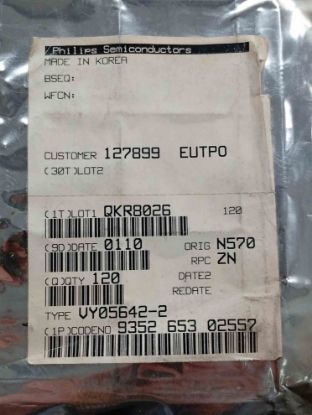 Philips Semiconductors
MADE IN KOREA
BSEQ:
WFCN:
CUSTOMER 127899 EUTPO
(30T)LOT2
(1T)LOT1 QKR8026 120
(9D)DATE 0110 ORIG N570
RPC ZN
(Q)QTY 120 DATE2
REDATE
TYPE VY05642-2
(1P)CODENO 9352 653 02557